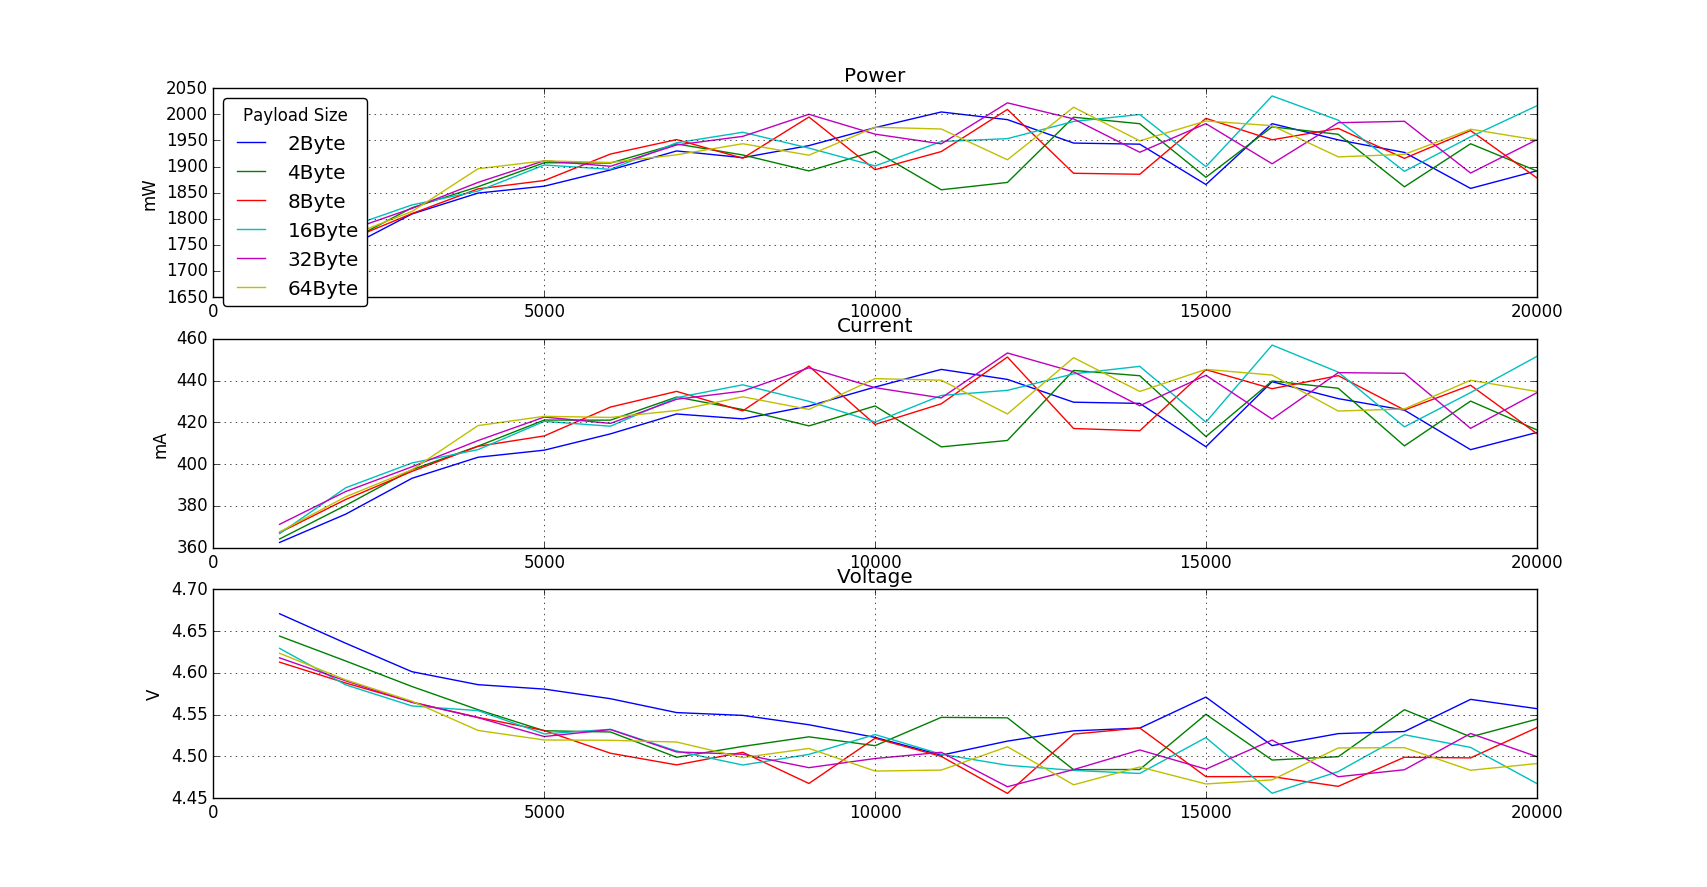 Power
2050
2000
1950
1900
1850
1800
1750
1700
1650
mW
Payload Size
2Byte
4Byte
8Byte
16Byte
32Byte
64Byte
0 5000 10000 15000 20000
Current
460
440
420
400
380
360
mA
0 5000 10000 15000 20000
Voltage
4.70
4.65
4.60
4.55
4.50
4.45
V
0 5000 10000 15000 20000